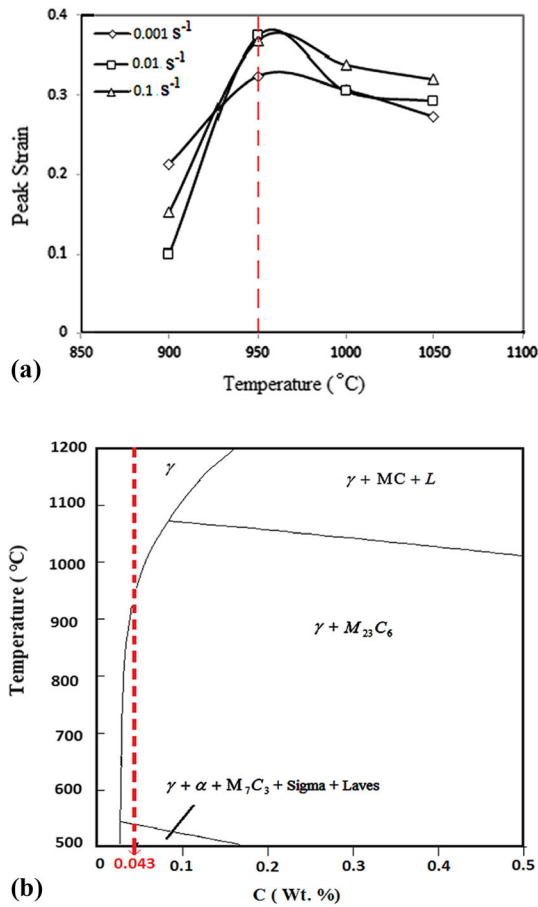 0.4
0.001 S⁻¹
0.01 S⁻¹
0.1 S⁻¹
0.3
Peak Strain
0.2
0.1
0
850 900 950 1000 1050 1100
(a)
Temperature (°C)
1200
γ
γ + MC + L
1100
1000
Temperature (°C)
900
γ + M₂₃C₆
800
700
600
γ + α + M₇C₃ + Sigma + Laves
500
0 0.043 0.1 0.2 0.3 0.4 0.5
(b)
C ( Wt. %)